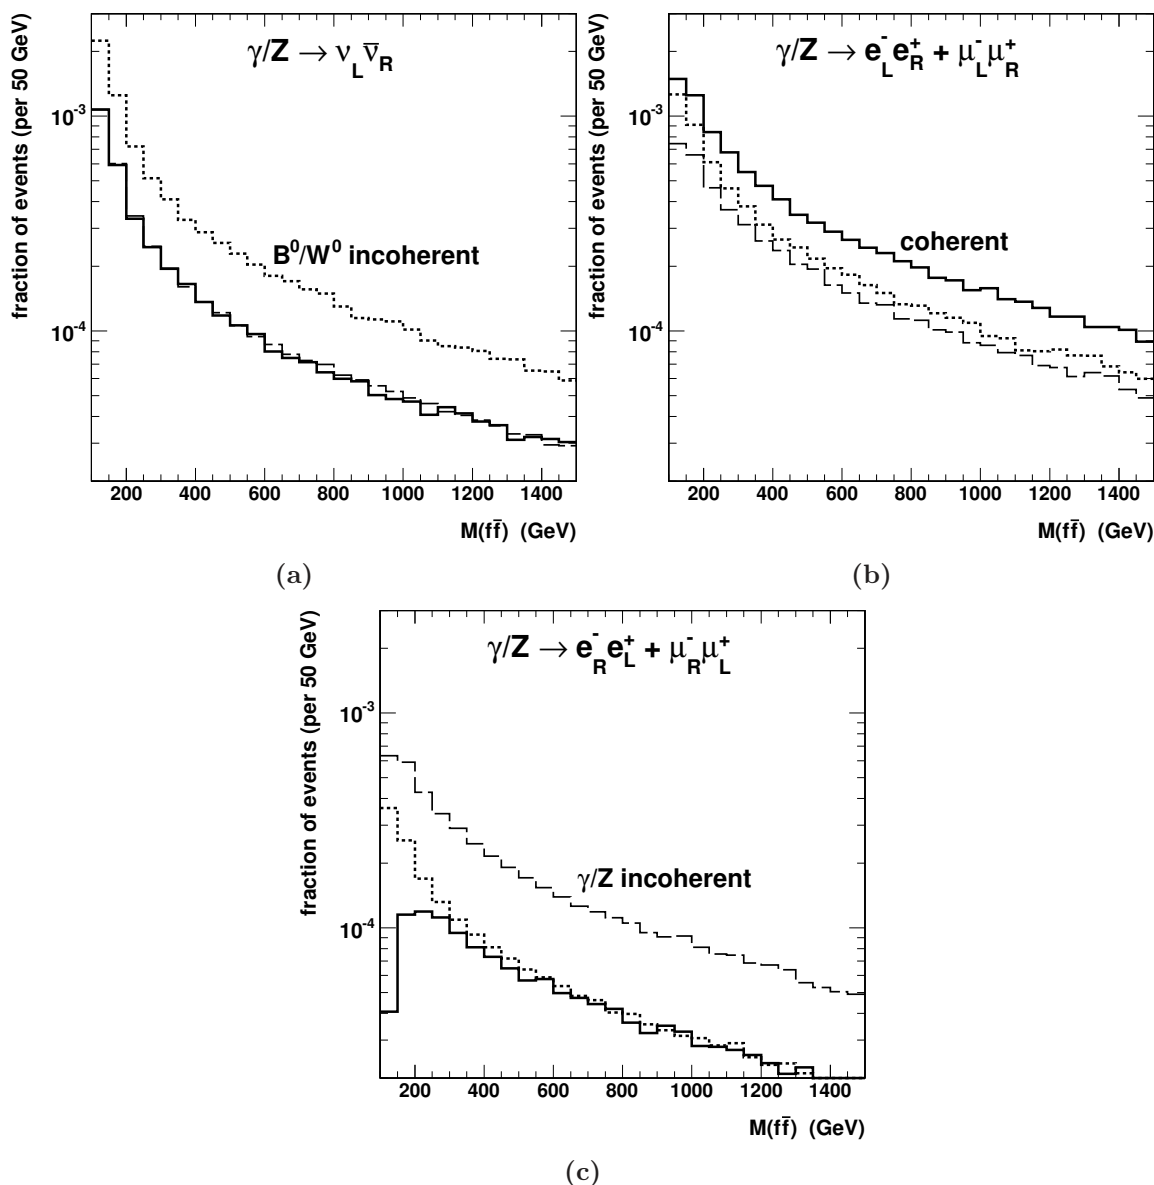 γ/Z → ν_L ν̄_R
fraction of events (per 50 GeV)
10⁻³
B⁰/W⁰ incoherent
10⁻⁴
200 400 600 800 1000 1200 1400
M(ff̄) (GeV)
(a)
γ/Z → e⁻_L e⁺_R + μ⁻_L μ⁺_R
fraction of events (per 50 GeV)
10⁻³
coherent
10⁻⁴
200 400 600 800 1000 1200 1400
M(ff̄) (GeV)
(b)
γ/Z → e⁻_R e⁺_L + μ⁻_R μ⁺_L
fraction of events (per 50 GeV)
10⁻³
γ/Z incoherent
10⁻⁴
200 400 600 800 1000 1200 1400
M(ff̄) (GeV)
(c)